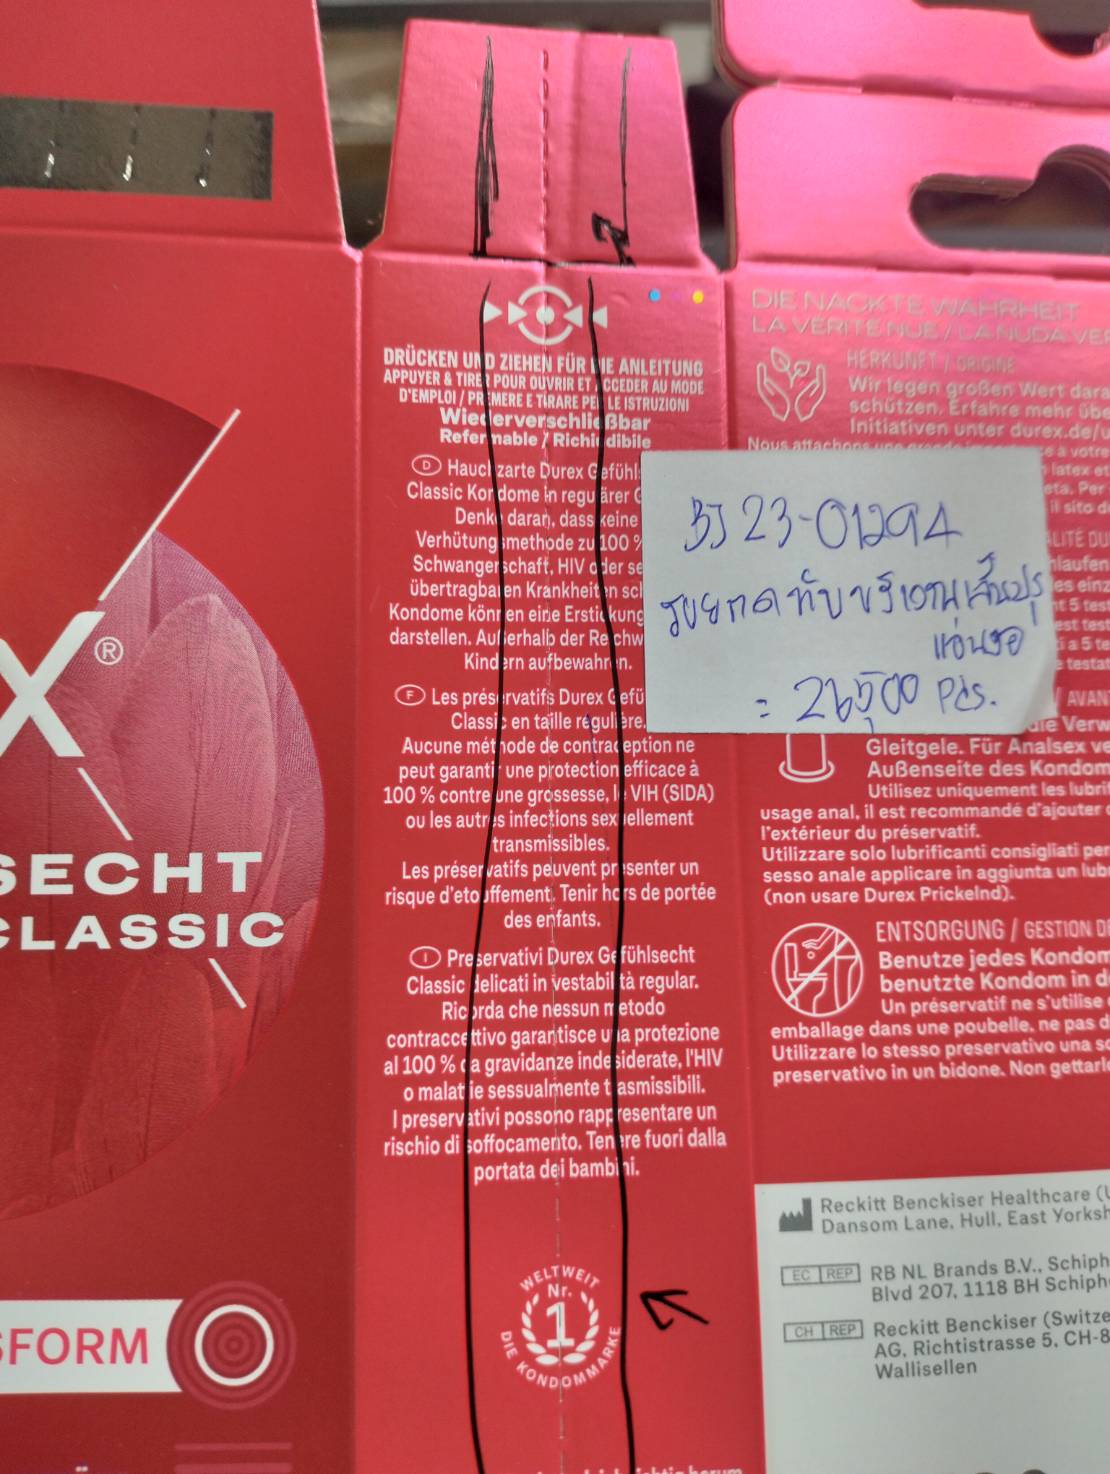 X®
SECHT
CLASSIC
SFORM
DRÜCKEN UND ZIEHEN FÜR DIE ANLEITUNG
APPUYER & TIRER POUR OUVRIR ET ACCEDER AU MODE
D'EMPLOI / PREMERE E TIRARE PER LE ISTRUZIONI
Wiederverschließbar
Refermable / Richiudibile
D Hauchzarte Durex Gefühls
Classic Kondome in regulärer G
Denke daran, dass keine
Verhütungsmethode zu 100 %
Schwangerschaft, HIV oder se
übertragbaren Krankheiten sc
Kondome können eine Erstickung
darstellen. Außerhalb der Reichw
Kindern aufbewahren.
F Les préservatifs Durex Gefü
Classic en taille régulière.
Aucune méthode de contraception ne
peut garantir une protection efficace à
100 % contre une grossesse, le VIH (SIDA)
ou les autres infections sexuellement
transmissibles.
Les préservatifs peuvent présenter un
risque d'etouffement. Tenir hors de portée
des enfants.
I Preservativi Durex Gefühlsecht
Classic delicati in vestabilità regular.
Ricorda che nessun metodo
contraccettivo garantisce una protezione
al 100 % da gravidanze indesiderate, l'HIV
o malattie sessualmente trasmissibili.
I preservativi possono rappresentare un
rischio di soffocamento. Tenere fuori dalla
portata dei bambini.
WELTWEIT
Nr.
1
DIE KONDOMMARKE
23-01294
= 26,500 Pcs.
DIE NACKTE WAHRHEIT
LA VÉRITÉ NUE / LA NUDA VER
HERKUNFT / ORIGINE
Wir legen großen Wert dara
schützen. Erfahre mehr übe
Initiativen unter durex.de/u
Gleitgele. Für Analsex ve
Außenseite des Kondom
Utilisez uniquement les lubrif
usage anal, il est recommandé d'ajouter
l'extérieur du préservatif.
Utilizzare solo lubrificanti consigliati per
sesso anale applicare in aggiunta un lub
(non usare Durex Prickelnd).
ENTSORGUNG / GESTION D
Benutze jedes Kondom
benutzte Kondom in d
Un préservatif ne s'utilise
emballage dans une poubelle, ne pas
Utilizzare lo stesso preservativo una so
preservativo in un bidone. Non gettarl
Reckitt Benckiser Healthcare (U
Dansom Lane, Hull, East Yorksh
EC REP RB NL Brands B.V., Schiph
Blvd 207, 1118 BH Schiph
CH REP Reckitt Benckiser (Switze
AG, Richtistrasse 5, CH-8
Wallisellen